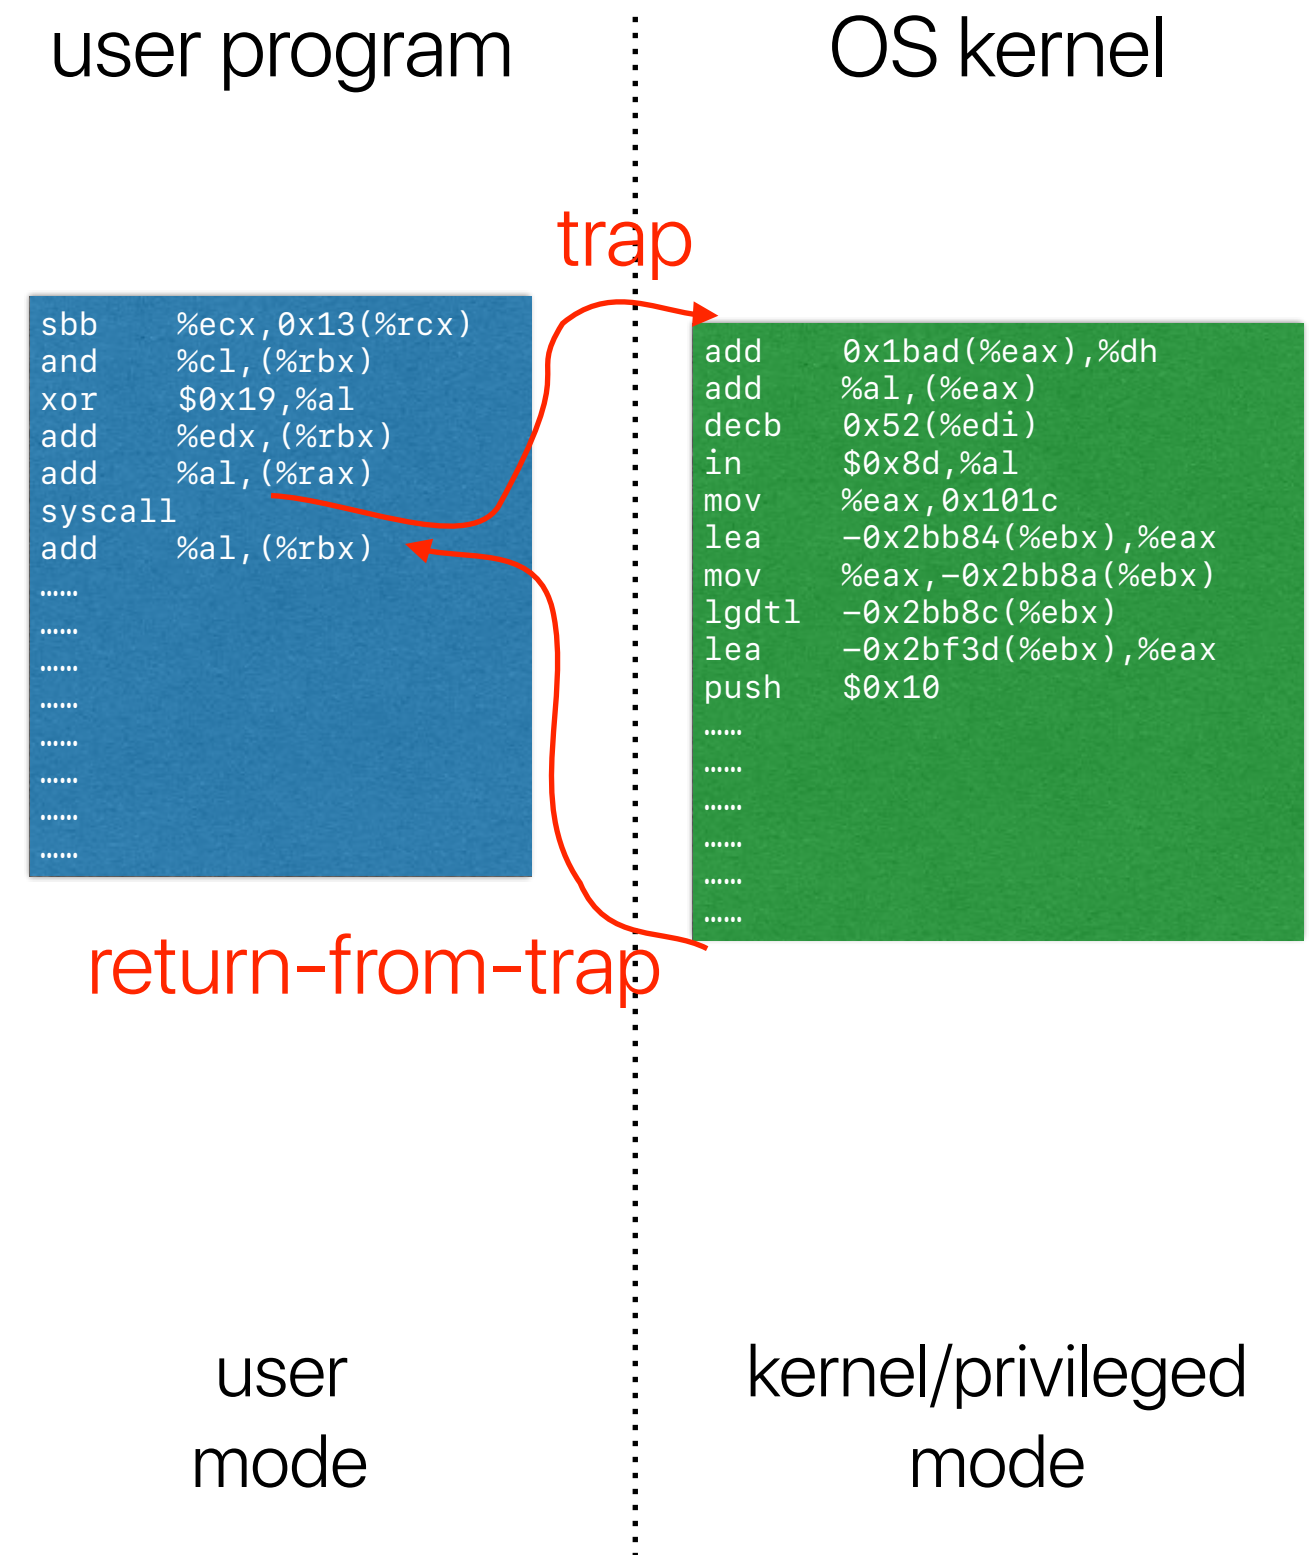 user program
OS kernel
trap
sbb %ecx,0x13(%rcx)
and %cl,(%rbx)
xor $0x19,%al
add %edx,(%rbx)
add %al,(%rax)
syscall
add %al,(%rbx)
……
……
……
……
……
……
……
……
add 0x1bad(%eax),%dh
add %al,(%eax)
decb 0x52(%edi)
in $0x8d,%al
mov %eax,0x101c
lea -0x2bb84(%ebx),%eax
mov %eax,-0x2bb8a(%ebx)
lgdtl -0x2bb8c(%ebx)
lea -0x2bf3d(%ebx),%eax
push $0x10
……
……
……
……
……
……
return-from-trap
user
mode
kernel/privileged
mode